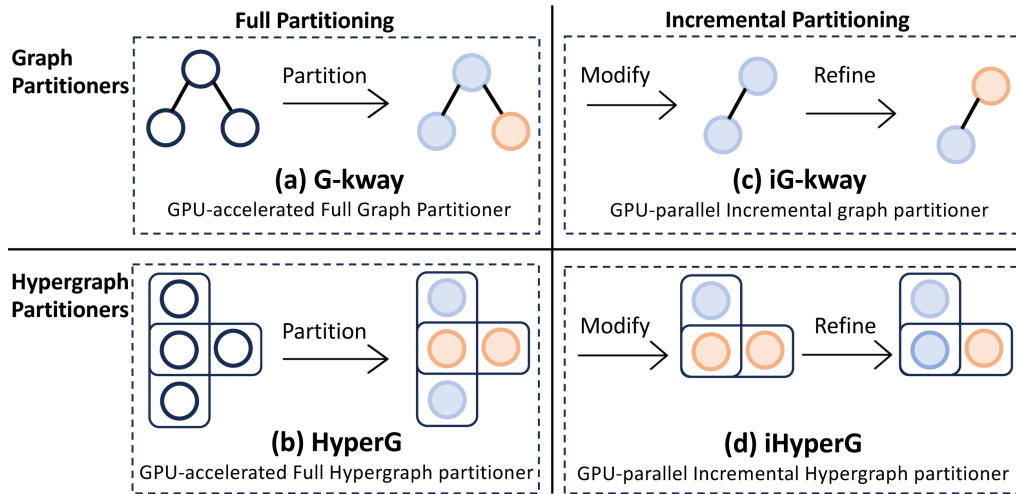 Full Partitioning
Incremental Partitioning
Graph
Partitioners
Partition
Modify
Refine
(a) G-kway
GPU-accelerated Full Graph Partitioner
(c) iG-kway
GPU-parallel Incremental graph partitioner
Hypergraph
Partitioners
Partition
Modify
Refine
(b) HyperG
GPU-accelerated Full Hypergraph partitioner
(d) iHyperG
GPU-parallel Incremental Hypergraph partitioner